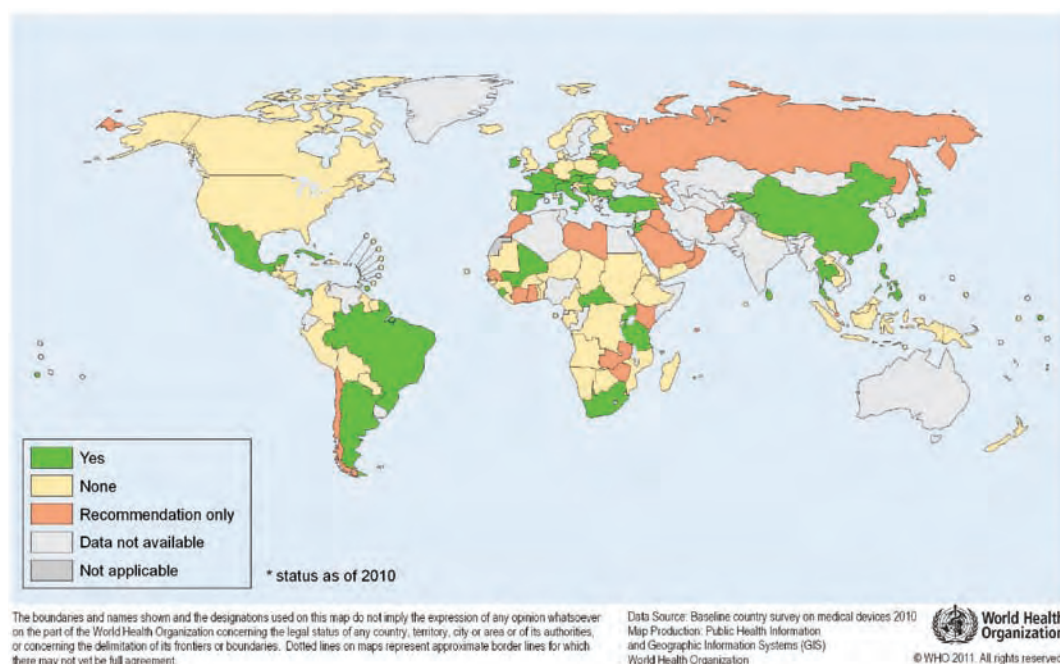 Yes
None
Recommendation only
Data not available
Not applicable
* status as of 2010
The boundaries and names shown and the designations used on this map do not imply the expression of any opinion whatsoever
on the part of the World Health Organization concerning the legal status of any country, territory, city or area or of its authorities,
or concerning the delimitation of its frontiers or boundaries. Dotted lines on maps represent approximate border lines for which
there may not yet be full agreement.
Data Source: Baseline country survey on medical devices 2010
Map Production: Public Health Information
and Geographic Information Systems (GIS)
World Health Organization
World Health
Organization
© WHO 2011. All rights reserved